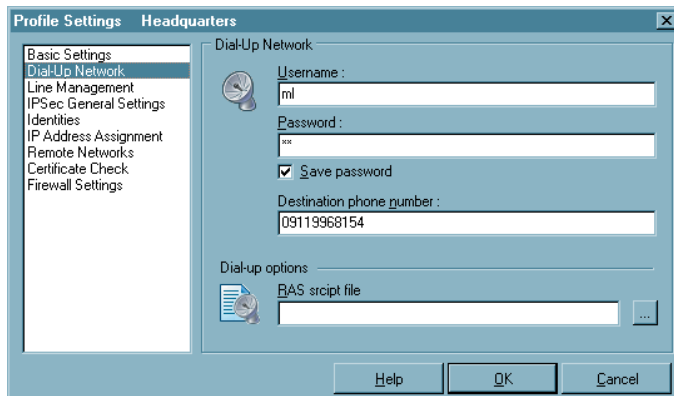 Profile Settings Headquarters
Basic Settings
Dial-Up Network
Line Management
IPSec General Settings
Identities
IP Address Assignment
Remote Networks
Certificate Check
Firewall Settings
Dial-Up Network
Username :
ml
Password :
**
Save password
Destination phone number :
09119968154
Dial-up options
RAS srcipt file
...
Help
OK
Cancel